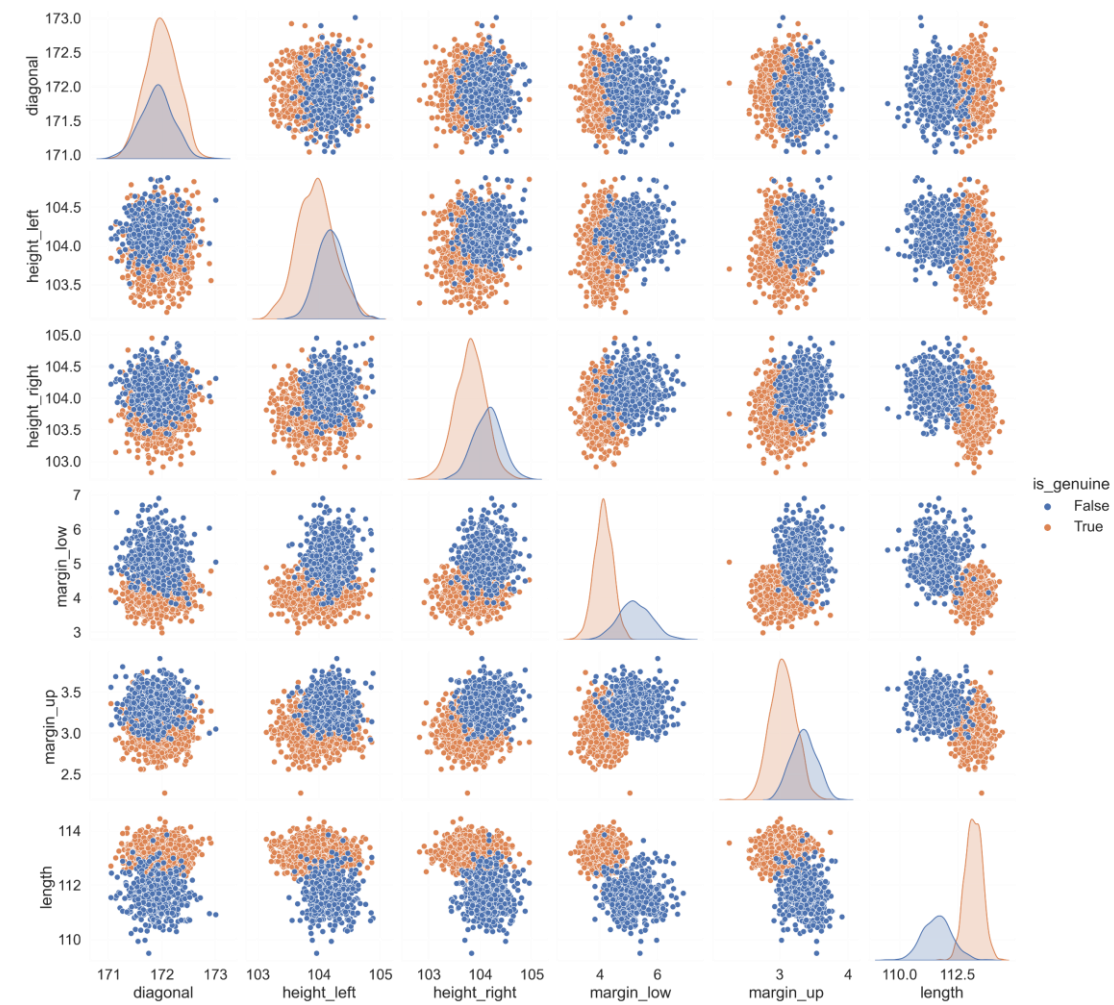 173.0
172.5
172.0
171.5
171.0
diagonal
104.5
104.0
103.5
height_left
105.0
104.5
104.0
103.5
103.0
height_right
7
6
5
4
3
margin_low
3.5
3.0
2.5
margin_up
114
112
110
length
is_genuine
False
True
171 172 173
diagonal
103 104 105
height_left
103 104 105
height_right
4 6
margin_low
3 4
margin_up
110.0 112.5
length